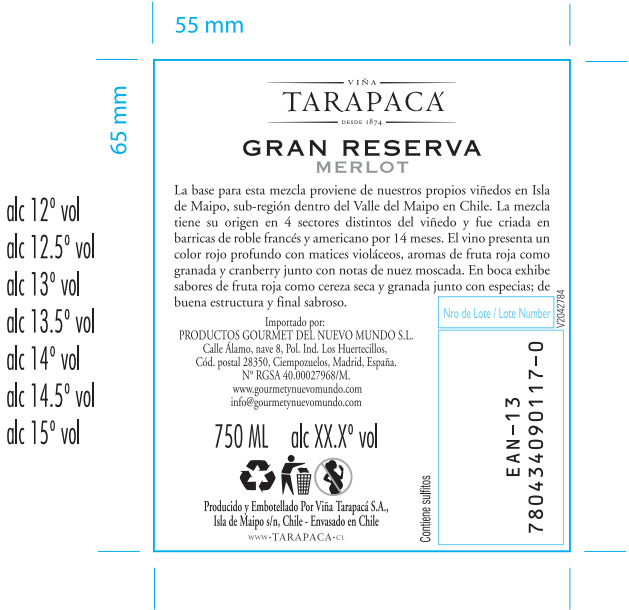 55 mm
65 mm
VIÑA
TARAPACÁ
DESDE 1874
GRAN RESERVA
MERLOT
La base para esta mezcla proviene de nuestros propios viñedos en Isla
de Maipo, sub-región dentro del Valle del Maipo en Chile. La mezcla
tiene su origen en 4 sectores distintos del viñedo y fue criada en
barricas de roble francés y americano por 14 meses. El vino presenta un
color rojo profundo con matices violáceos, aromas de fruta roja como
granada y cranberry junto con notas de nuez moscada. En boca exhibe
sabores de fruta roja como cereza seca y granada junto con especias; de
buena estructura y final sabroso.
Importado por:
PRODUCTOS GOURMET DEL NUEVO MUNDO S.L.
Calle Álamo, nave 8, Pol. Ind. Los Huertecillos,
Cód. postal 28350, Ciempozuelos, Madrid, España.
Nº RGSA 40.00027968/M.
www.gourmetynuevomundo.com
info@gourmetynuevomundo.com
750 ML alc XX.Xº vol
Producido y Embotellado Por Viña Tarapacá S.A.,
Isla de Maipo s/n, Chile - Envasado en Chile
WWW•TARAPACA•CL
Contiene sulfitos
Nro de Lote / Lote Number
V2042784
EAN-13
780434090117-0
alc 12º vol
alc 12.5º vol
alc 13º vol
alc 13.5º vol
alc 14º vol
alc 14.5º vol
alc 15º vol